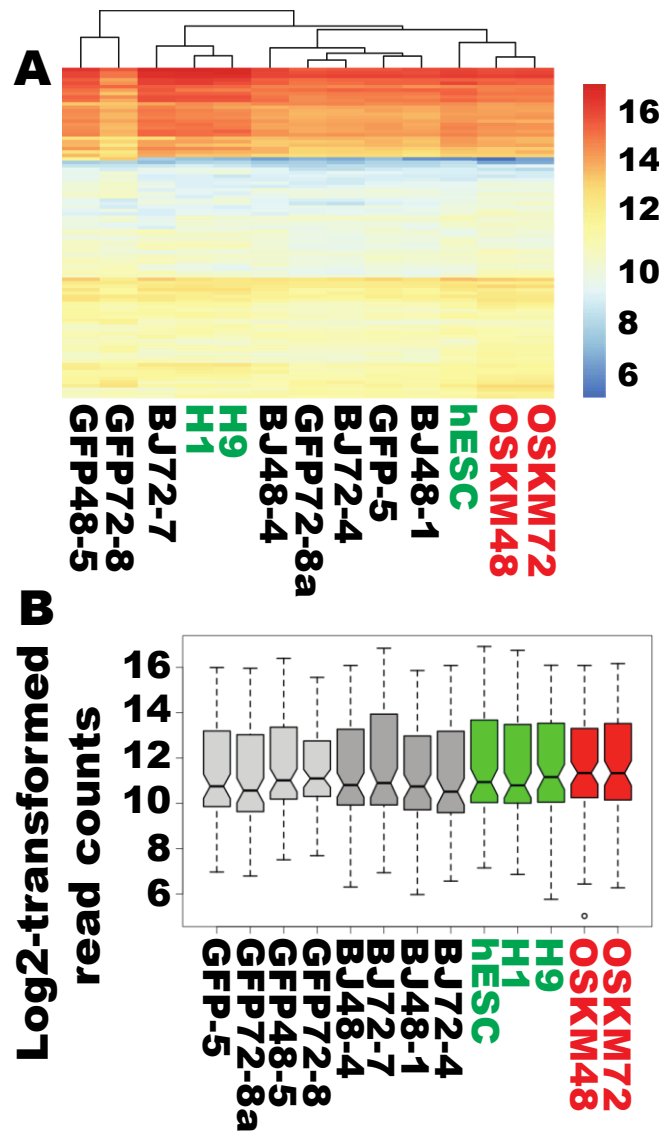 A
16
14
12
10
8
6
GFP48-5
GFP72-8
BJ72-7
H1
H9
BJ48-4
GFP72-8a
BJ72-4
GFP-5
BJ48-1
hESC
OSKM48
OSKM72
B
Log2-transformed
read counts
16
14
12
10
8
6
GFP-5
GFP72-8a
GFP48-5
GFP72-8
BJ48-4
BJ72-7
BJ48-1
BJ72-4
hESC
H1
H9
OSKM48
OSKM72